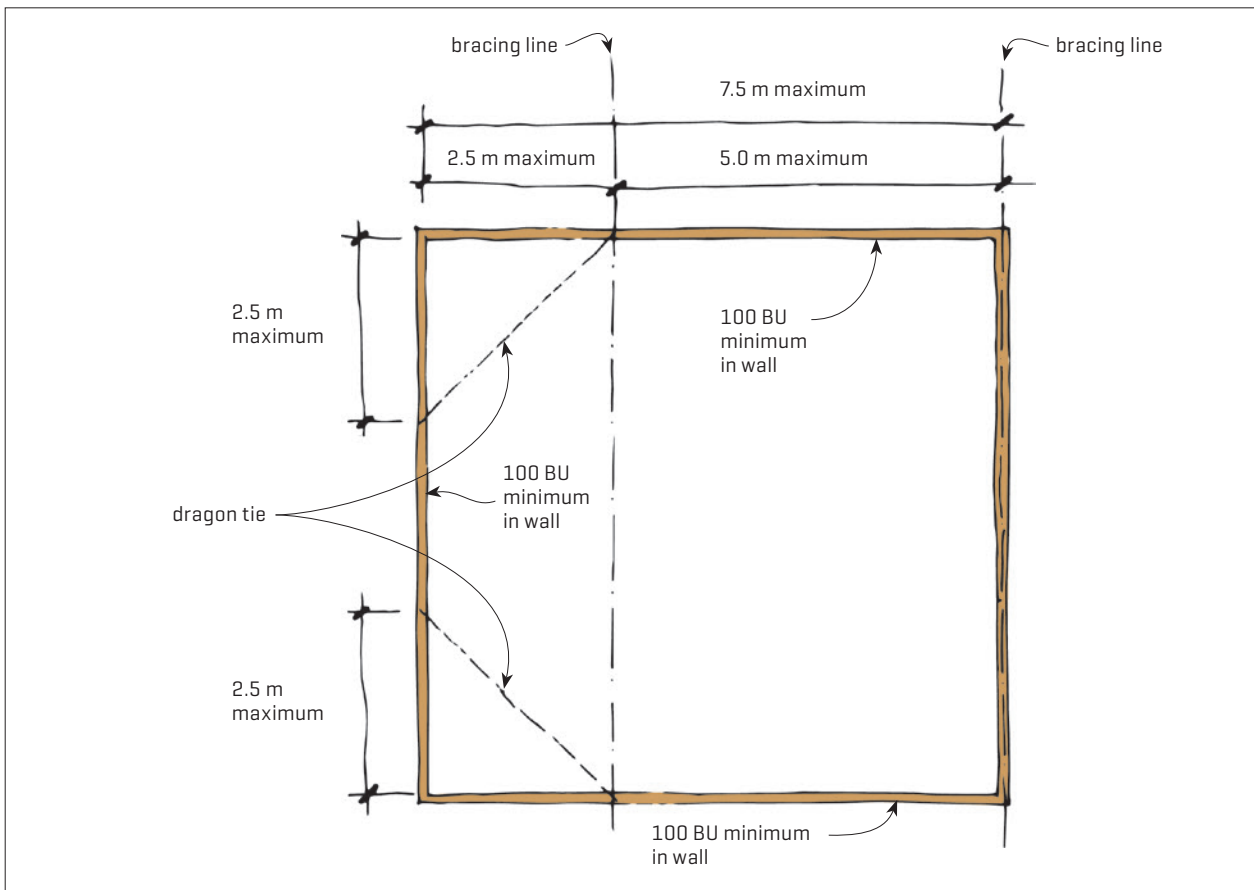 bracing line
bracing line
7.5 m maximum
2.5 m maximum
5.0 m maximum
2.5 m
maximum
100 BU
minimum
in wall
100 BU
minimum
in wall
dragon tie
2.5 m
maximum
100 BU minimum
in wall